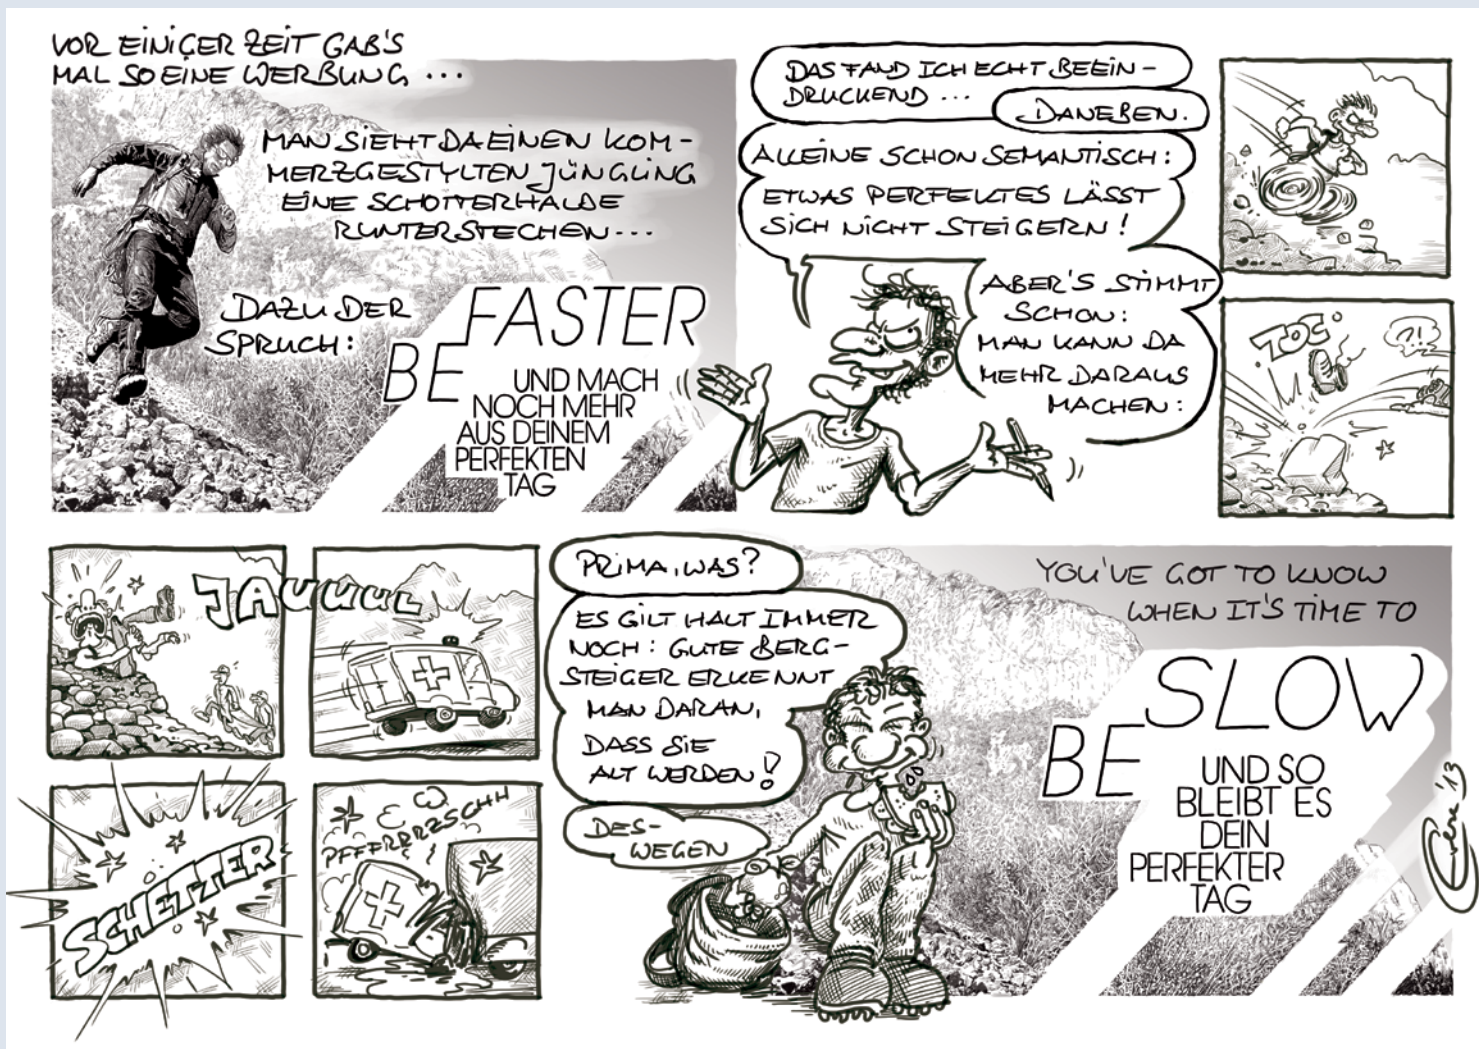 VOR EINIGER ZEIT GAB'S
MAL SO EINE WERBUNG ...
MAN SIEHT DA EINEN KOM-
MERZGESTYLTEN JÜNGLING
EINE SCHOTTERHALDE
RUNTERSTECHEN...
DAZU DER
SPRUCH:
BE FASTER
UND MACH
NOCH MEHR
AUS DEINEM
PERFEKTEN
TAG
DAS FAND ICH ECHT BEEIN-
DRUCKEND ...
DANEBEN.
ALLEINE SCHON SEMANTISCH:
ETWAS PERFEKTES LÄSST
SICH NICHT STEIGERN!
ABER'S STIMMT
SCHON:
MAN KANN DA
MEHR DARAUS
MACHEN:
TOC
?!
JAUUUUL
SCHETTER
PFFFRRRZSCHH
PRIMA, WAS?
ES GILT HALT IMMER
NOCH: GUTE BERG-
STEIGER ERKENNT
MAN DARAN,
DASS SIE
ALT WERDEN!
DES-
WEGEN
YOU'VE GOT TO KNOW
WHEN IT'S TIME TO
BE SLOW
UND SO
BLEIBT ES
DEIN
PERFEKTER
TAG